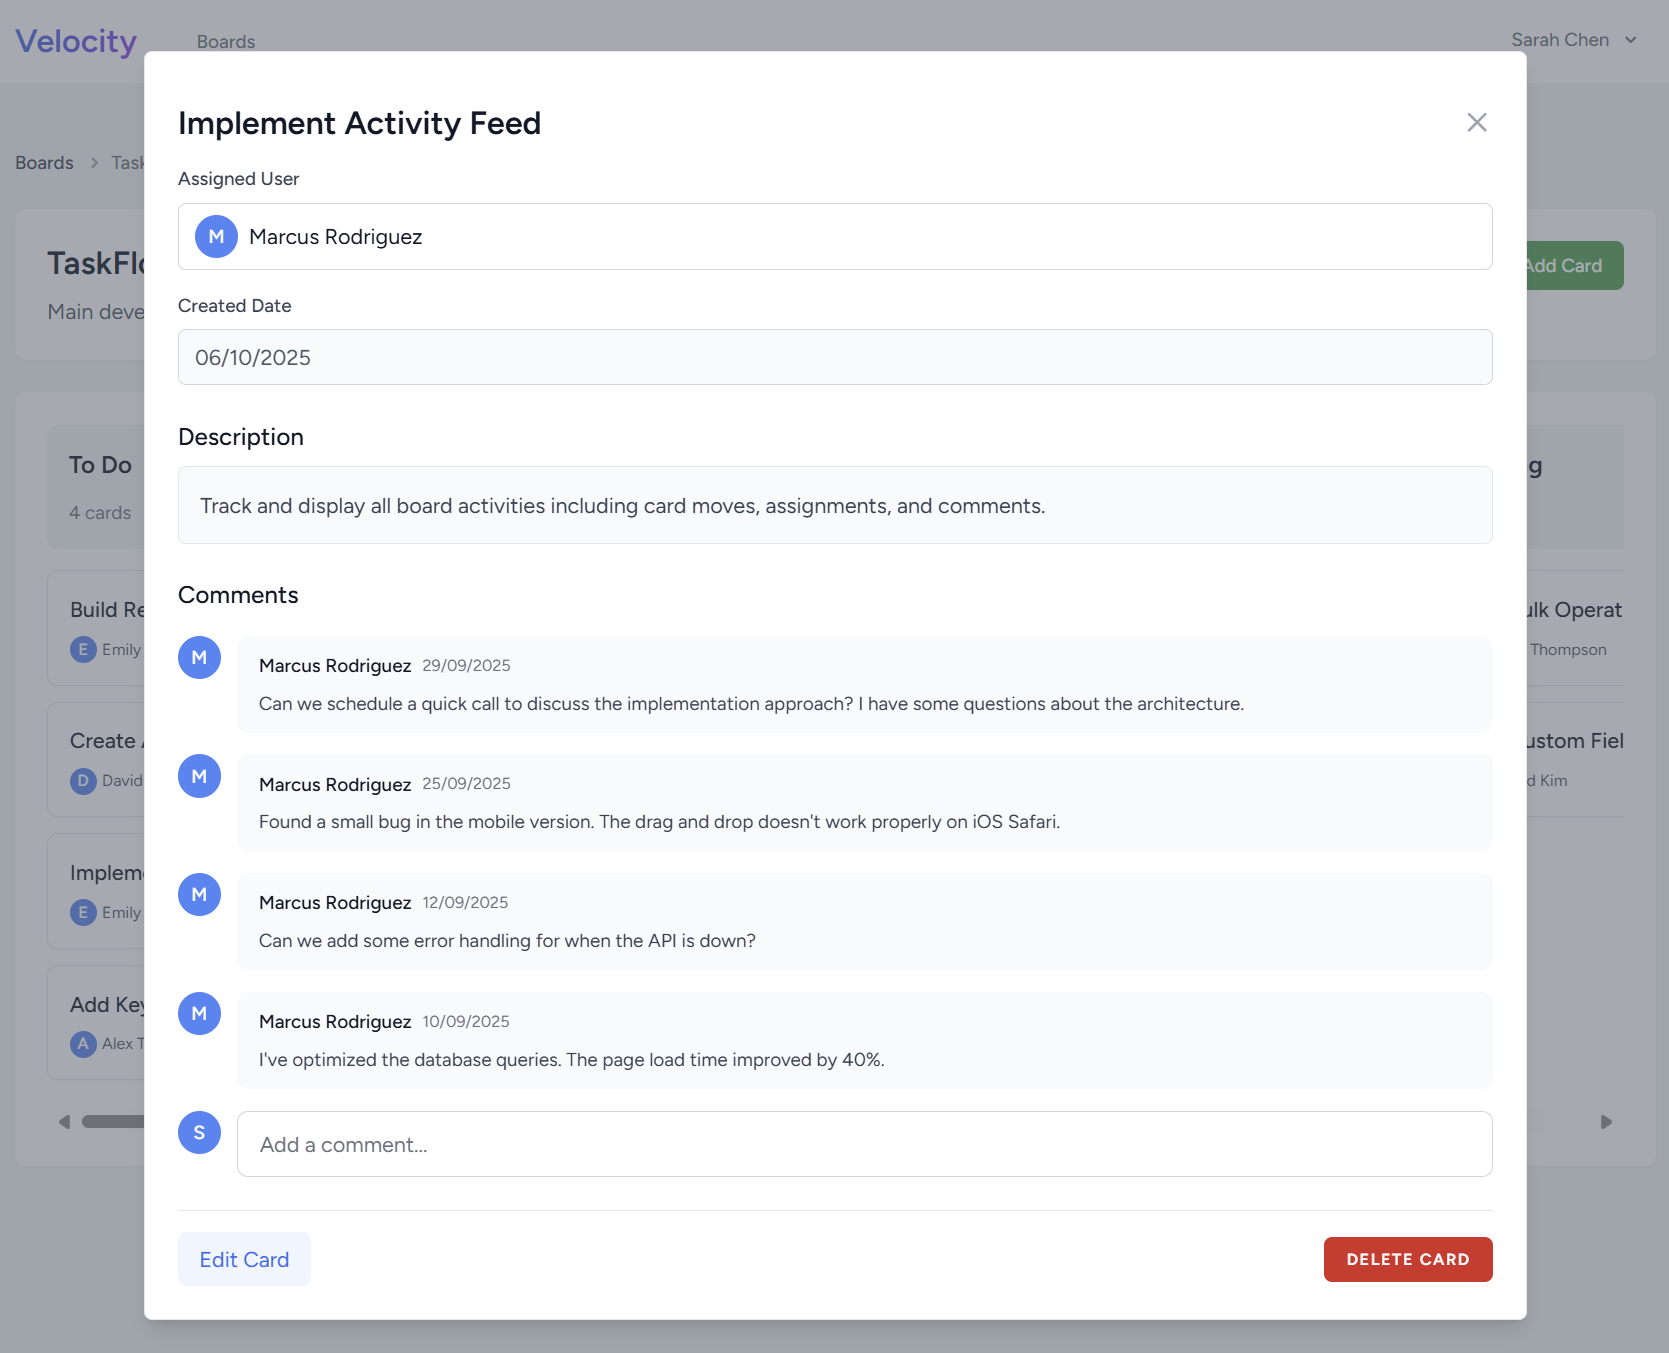 Velocity
Boards
Sarah Chen
Boards > Task
TaskFlo
Main deve
Add Card
To Do
4 cards
g
Build Re
E Emily
Create
D David
Implem
E Emily
Add Key
A Alex T
ulk Operat
Thompson
ustom Fiel
d Kim
Implement Activity Feed
Assigned User
M Marcus Rodriguez
Created Date
06/10/2025
Description
Track and display all board activities including card moves, assignments, and comments.
Comments
M
Marcus Rodriguez 29/09/2025
Can we schedule a quick call to discuss the implementation approach? I have some questions about the architecture.
M
Marcus Rodriguez 25/09/2025
Found a small bug in the mobile version. The drag and drop doesn't work properly on iOS Safari.
M
Marcus Rodriguez 12/09/2025
Can we add some error handling for when the API is down?
M
Marcus Rodriguez 10/09/2025
I've optimized the database queries. The page load time improved by 40%.
S
Add a comment...
Edit Card
DELETE CARD